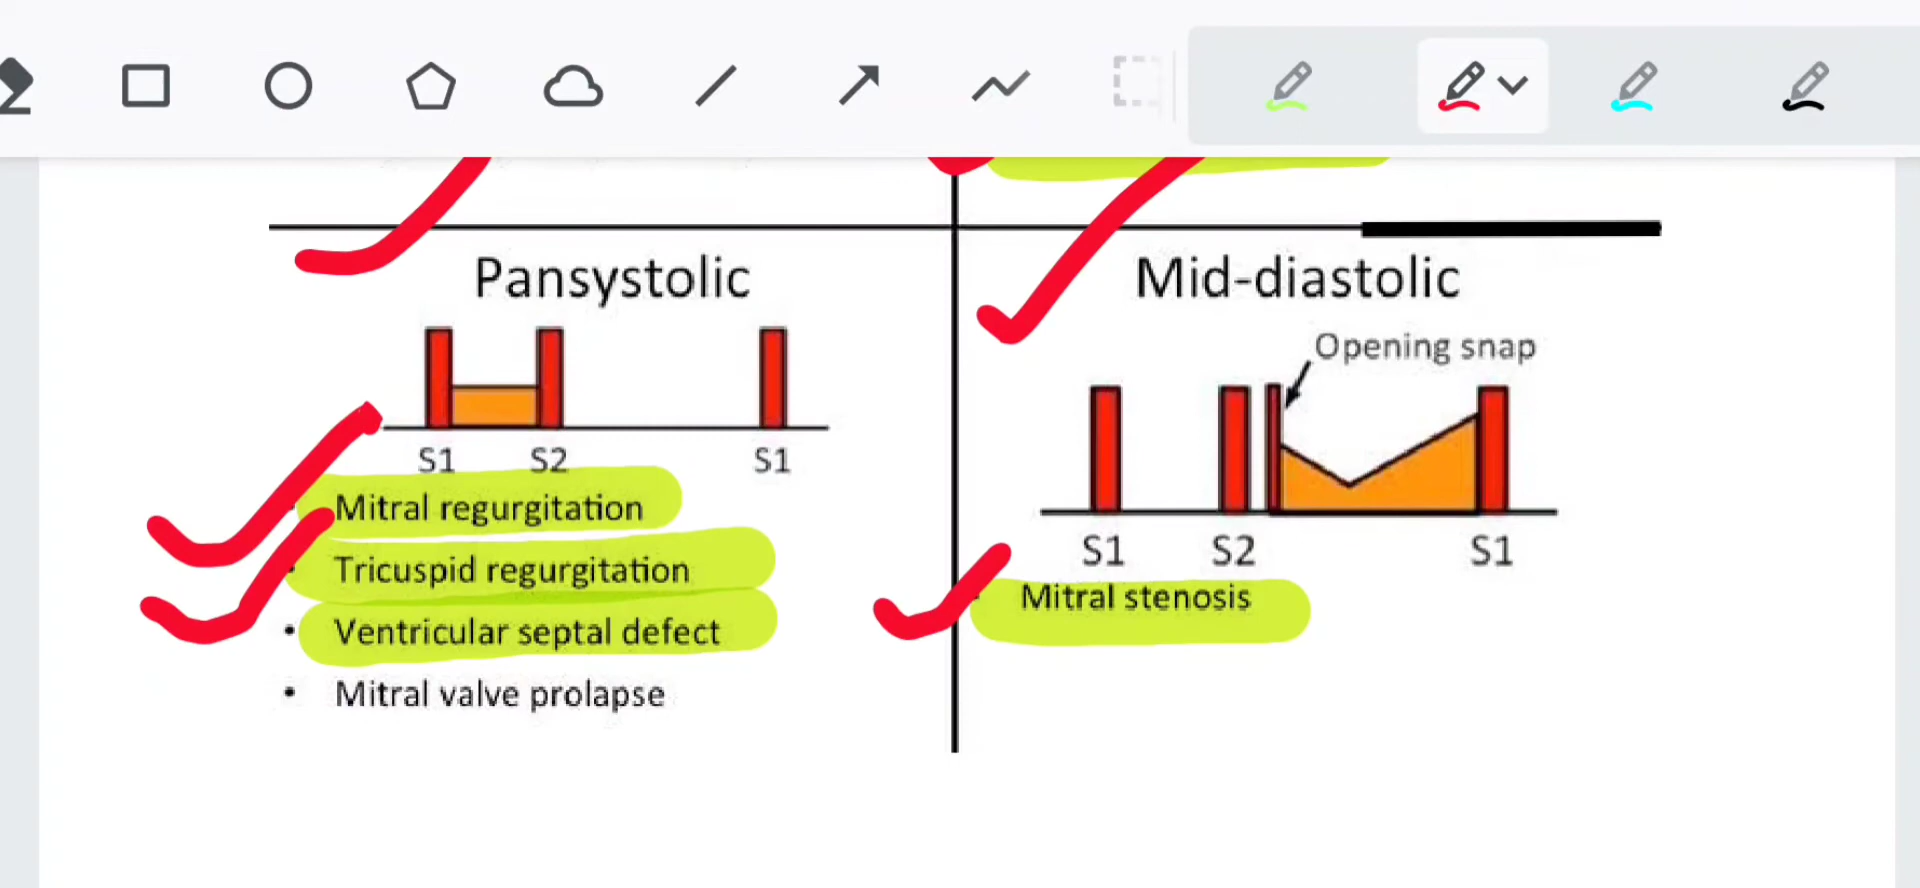 Pansystolic
S1 S2 S1
Mitral regurgitation
Tricuspid regurgitation
• Ventricular septal defect
• Mitral valve prolapse
Mid-diastolic
Opening snap
S1 S2 S1
Mitral stenosis